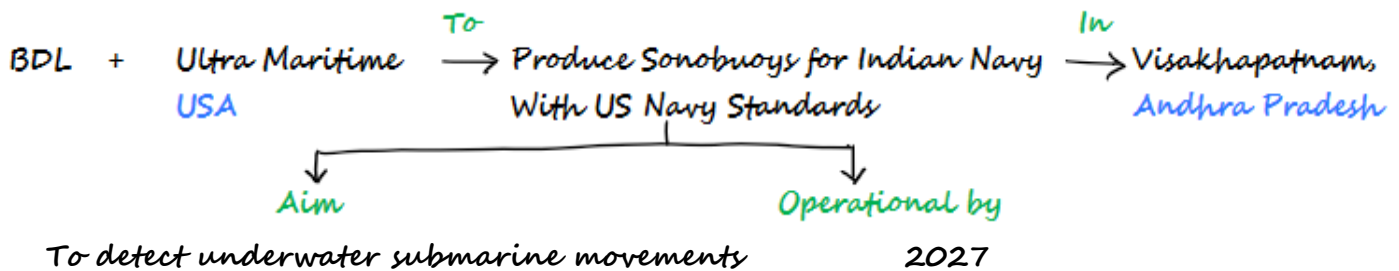 To In
BDL + Ultra Maritime → Produce Sonobuoys for Indian Navy → Visakhapatnam,
USA With US Navy Standards Andhra Pradesh
Aim Operational by
To detect underwater submarine movements 2027